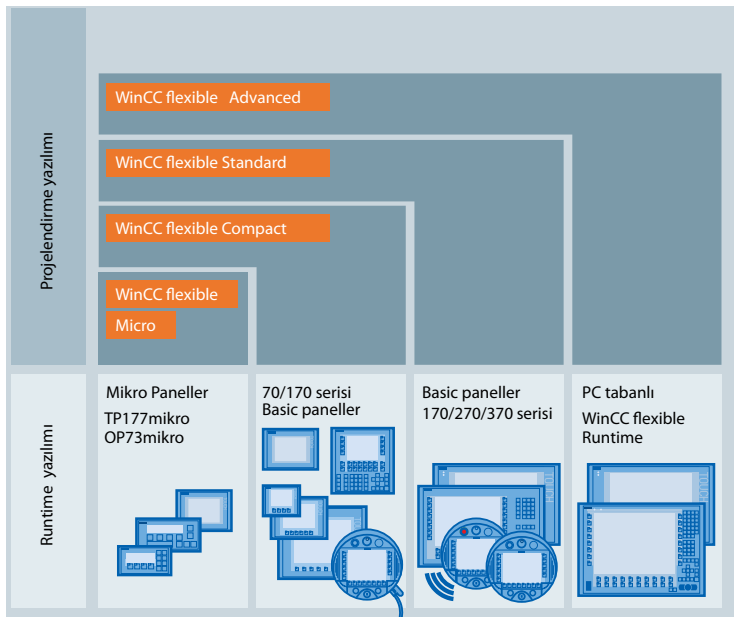 Projelendirme yazılımı
WinCC flexible Advanced
WinCC flexible Standard
WinCC flexible Compact
WinCC flexible
Micro
Runtime yazılımı
Mikro Paneller
TP177mikro
OP73mikro
70/170 serisi
Basic paneller
Basic paneller
170/270/370 serisi
PC tabanlı
WinCC flexible
Runtime